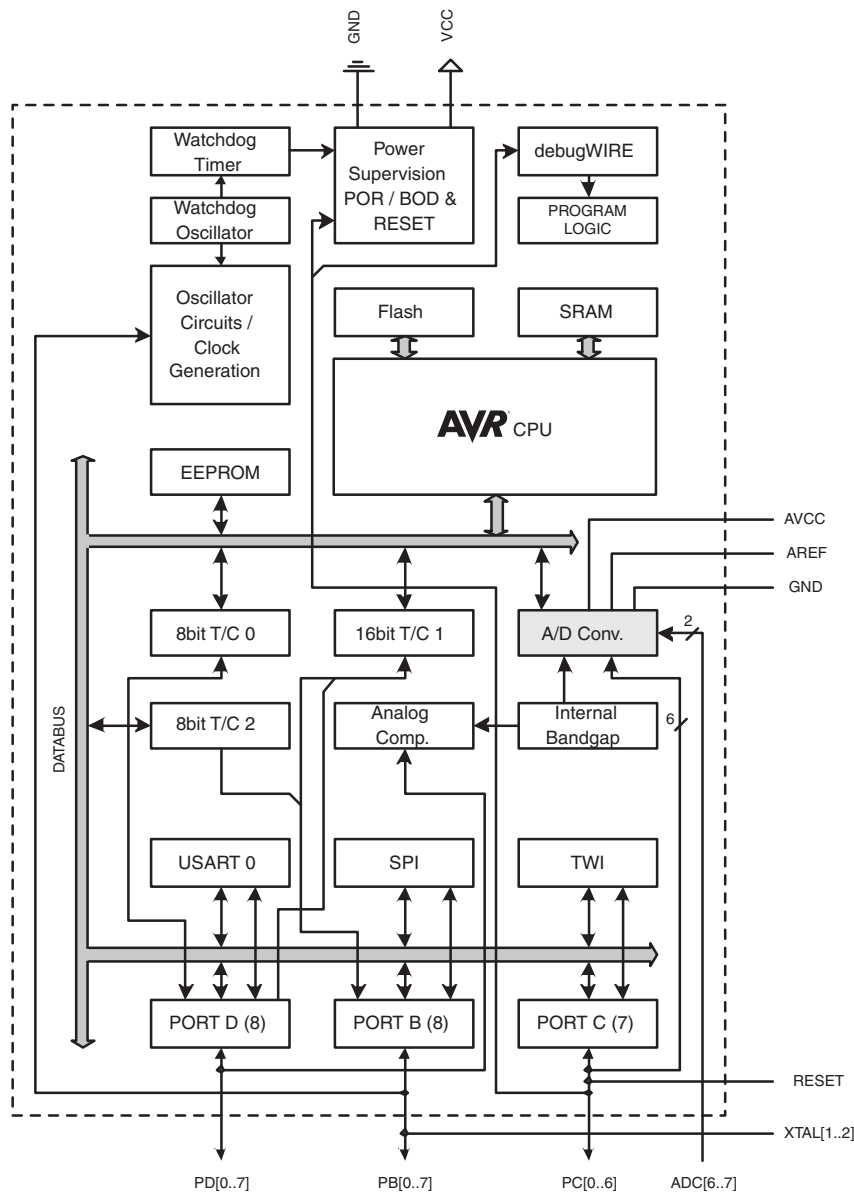 GND
VCC
Watchdog
Timer
Power
Supervision
POR / BOD &
RESET
debugWIRE
Watchdog
Oscillator
PROGRAM
LOGIC
Oscillator
Circuits /
Clock
Generation
Flash
SRAM
AVR CPU
EEPROM
AVCC
AREF
GND
8bit T/C 0
16bit T/C 1
A/D Conv.
2
DATABUS
8bit T/C 2
Analog
Comp.
Internal
Bandgap
6
USART 0
SPI
TWI
PORT D (8)
PORT B (8)
PORT C (7)
RESET
XTAL[1..2]
PD[0..7]
PB[0..7]
PC[0..6]
ADC[6..7]